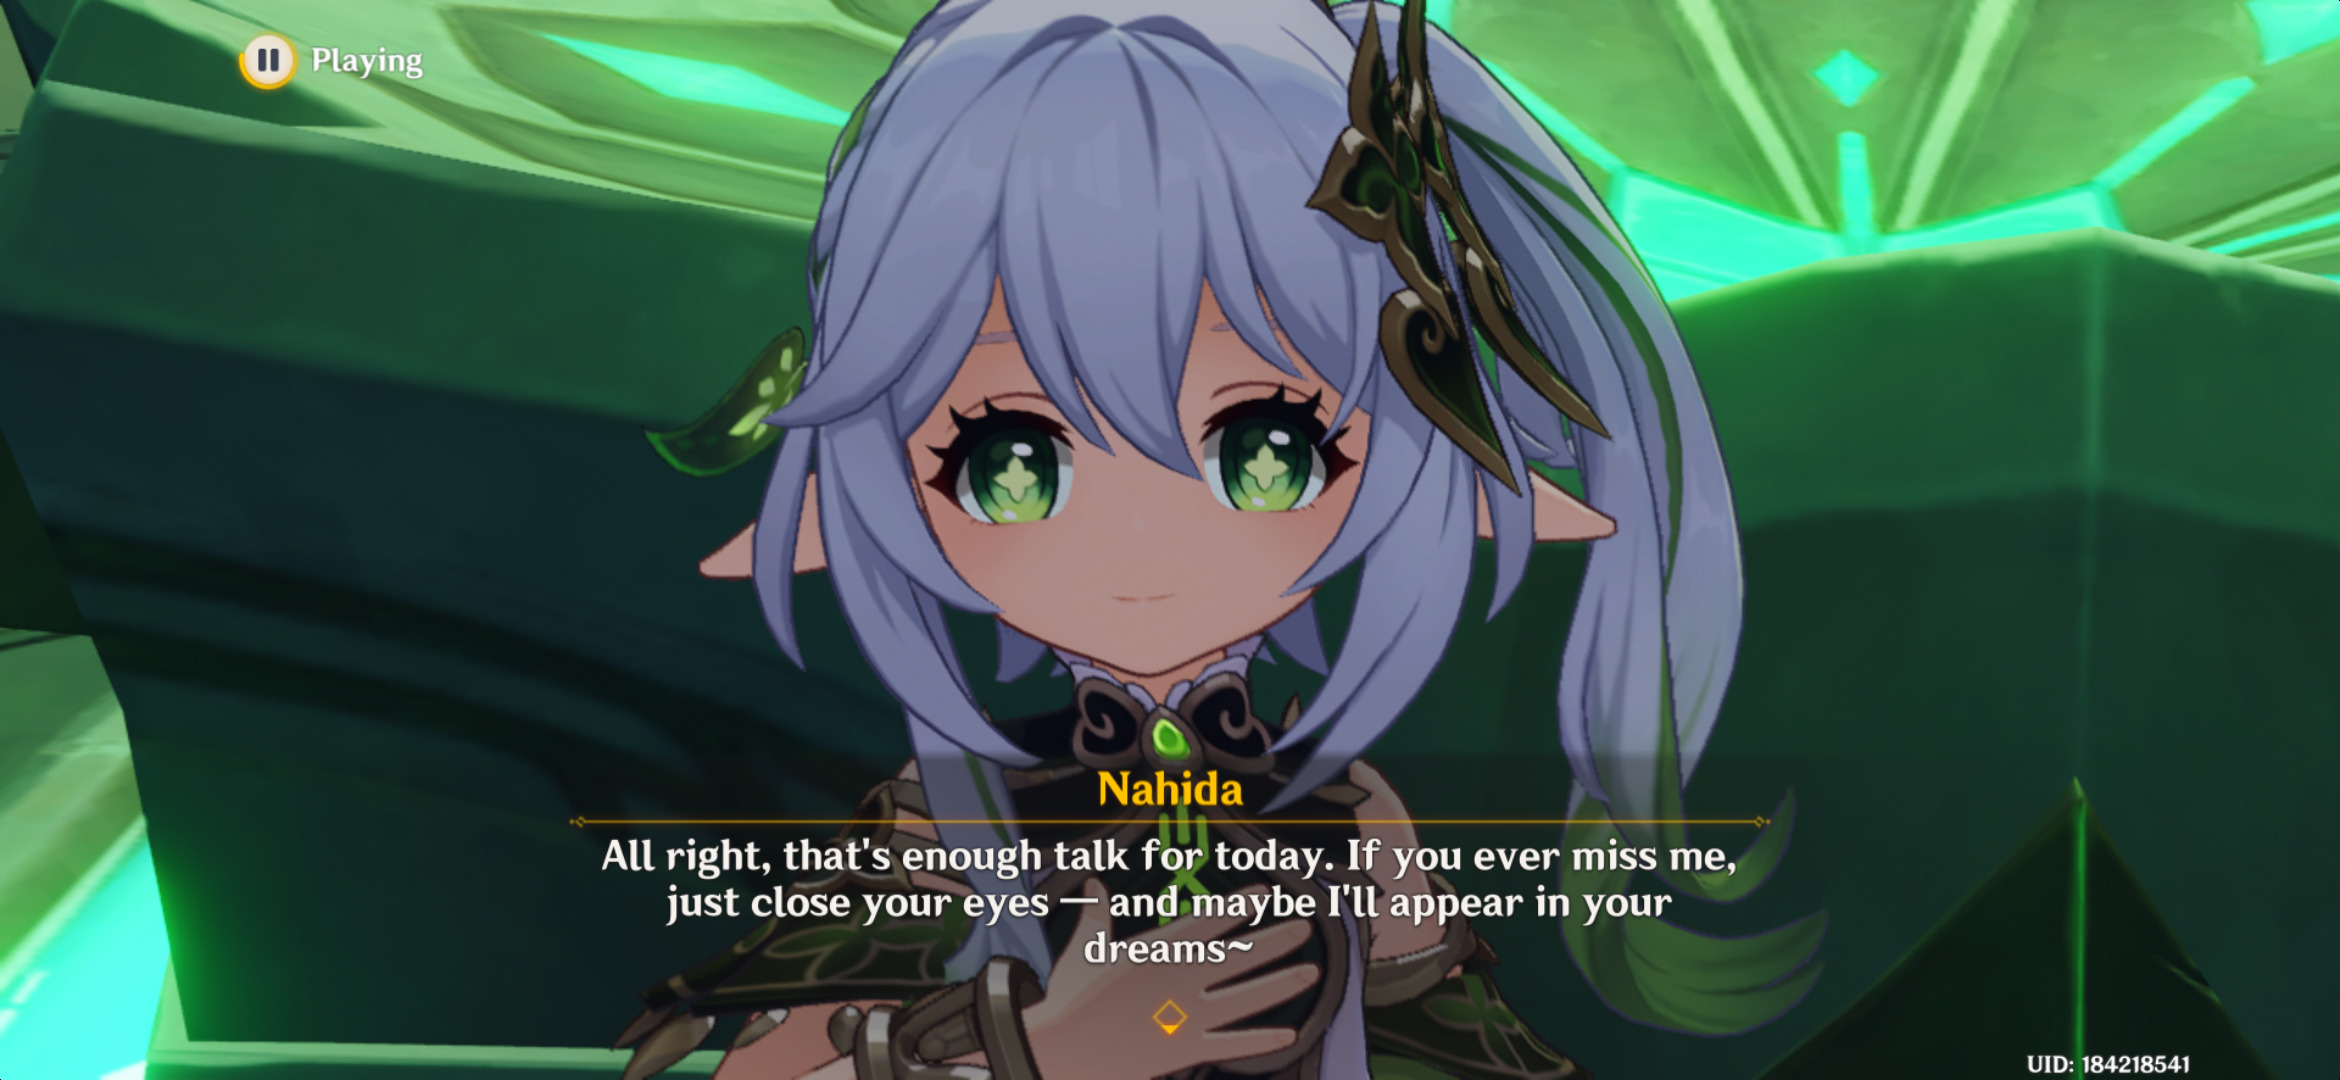 Playing
Nahida
All right, that's enough talk for today. If you ever miss me,
just close your eyes — and maybe I'll appear in your
dreams~
UID: 184218541